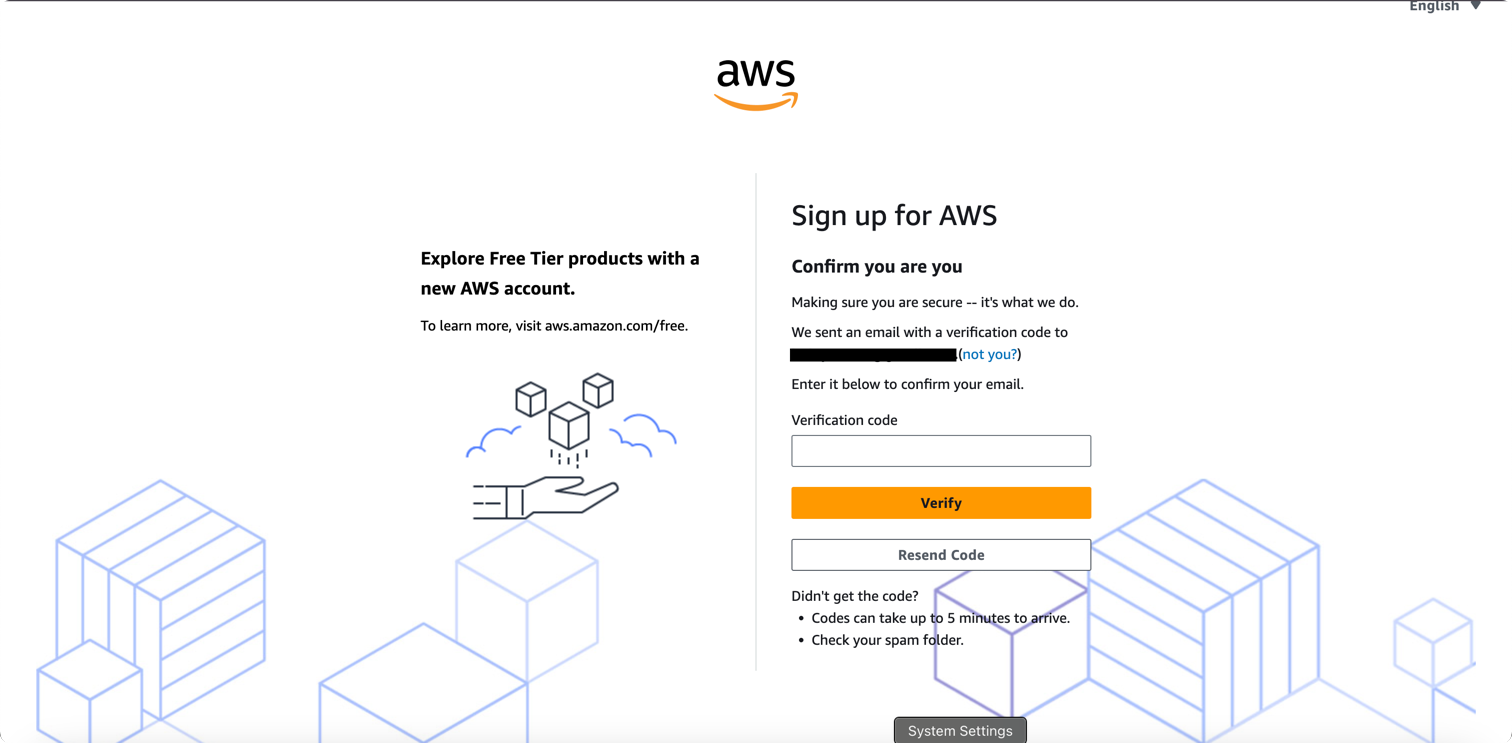 English
aws
Explore Free Tier products with a
new AWS account.
To learn more, visit aws.amazon.com/free.
Sign up for AWS
Confirm you are you
Making sure you are secure -- it's what we do.
We sent an email with a verification code to
(not you?)
Enter it below to confirm your email.
Verification code
Verify
Resend Code
Didn't get the code?
• Codes can take up to 5 minutes to arrive.
• Check your spam folder.
System Settings